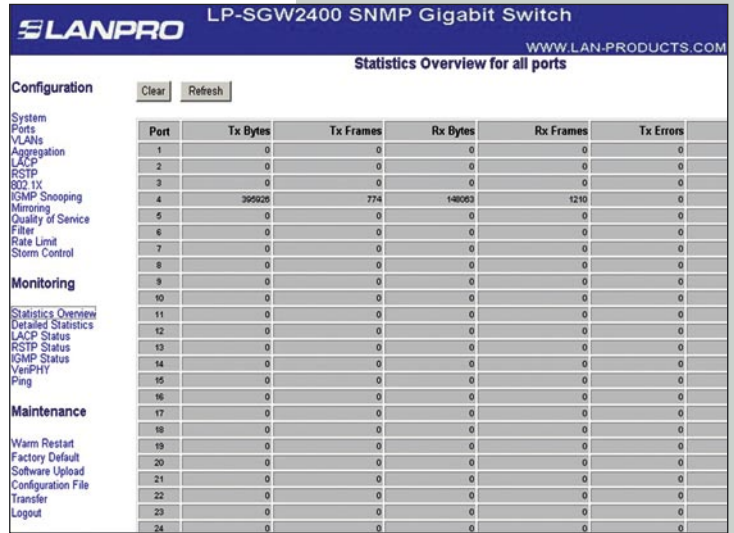 LANPRO
LP-SGW2400 SNMP Gigabit Switch
WWW.LAN-PRODUCTS.COM
Statistics Overview for all ports
Configuration
System
Ports
VLANs
Aggregation
LACP
RSTP
802.1X
IGMP Snooping
Mirroring
Quality of Service
Filter
Rate Limit
Storm Control
Monitoring
Statistics Overview
Detailed Statistics
LACP Status
RSTP Status
IGMP Status
VeriPHY
Ping
Maintenance
Warm Restart
Factory Default
Software Upload
Configuration File
Transfer
Logout
Clear Refresh
Port Tx Bytes Tx Frames Rx Bytes Rx Frames Tx Errors
1 0 0 0 0 0
2 0 0 0 0 0
3 0 0 0 0 0
4 395926 774 148063 1210 0
5 0 0 0 0 0
6 0 0 0 0 0
7 0 0 0 0 0
8 0 0 0 0 0
9 0 0 0 0 0
10 0 0 0 0 0
11 0 0 0 0 0
12 0 0 0 0 0
13 0 0 0 0 0
14 0 0 0 0 0
15 0 0 0 0 0
16 0 0 0 0 0
17 0 0 0 0 0
18 0 0 0 0 0
19 0 0 0 0 0
20 0 0 0 0 0
21 0 0 0 0 0
22 0 0 0 0 0
23 0 0 0 0 0
24 0 0 0 0 0